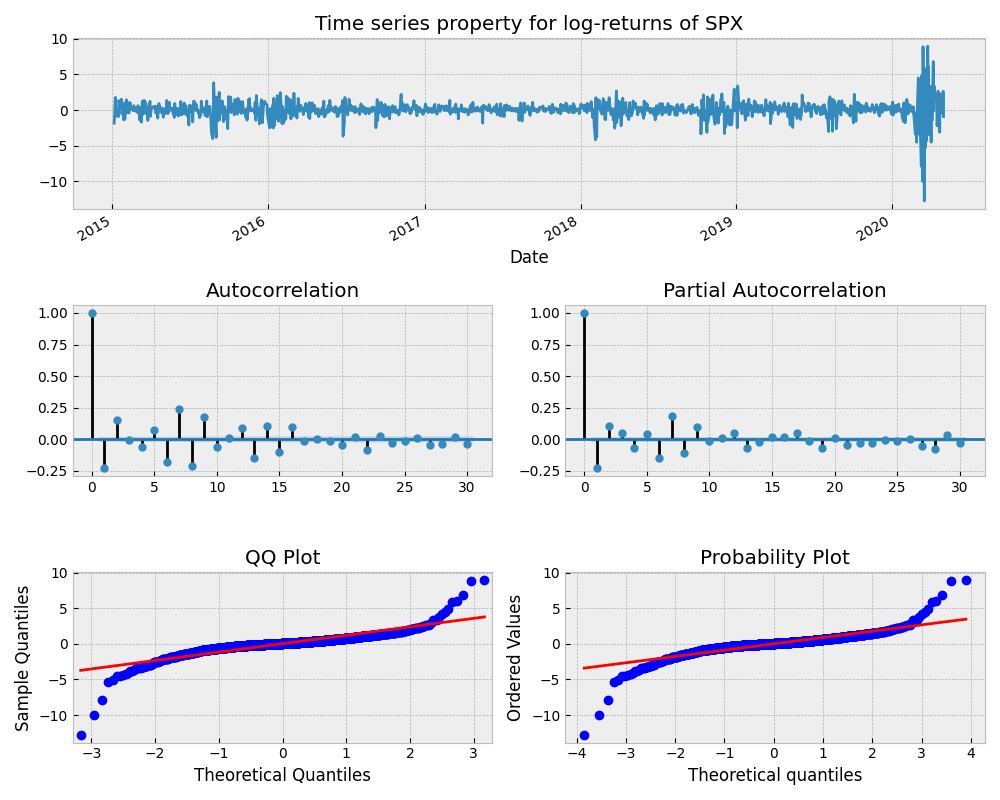 Time series property for log-returns of SPX
10
5
0
−5
−10
2015 2016 2017 2018 2019 2020
Date
Autocorrelation
1.00
0.75
0.50
0.25
0.00
−0.25
0 5 10 15 20 25 30
Partial Autocorrelation
1.00
0.75
0.50
0.25
0.00
−0.25
0 5 10 15 20 25 30
QQ Plot
Sample Quantiles
10
5
0
−5
−10
−3 −2 −1 0 1 2 3
Theoretical Quantiles
Probability Plot
Ordered Values
10
5
0
−5
−10
−4 −3 −2 −1 0 1 2 3 4
Theoretical quantiles